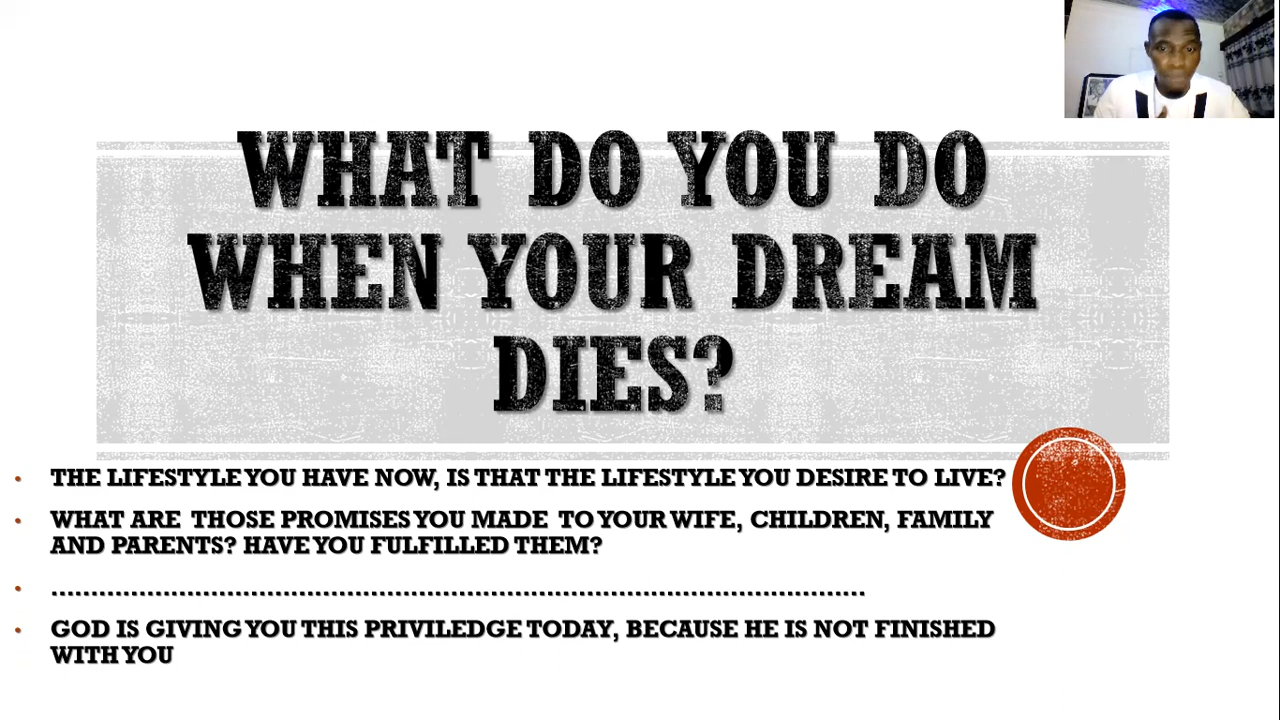 WHAT DO YOU DO
WHEN YOUR DREAM
DIES?
• THE LIFESTYLE YOU HAVE NOW, IS THAT THE LIFESTYLE YOU DESIRE TO LIVE?
• WHAT ARE THOSE PROMISES YOU MADE TO YOUR WIFE, CHILDREN, FAMILY
AND PARENTS? HAVE YOU FULFILLED THEM?
• ....................................................................................................
• GOD IS GIVING YOU THIS PRIVILEDGE TODAY, BECAUSE HE IS NOT FINISHED
WITH YOU